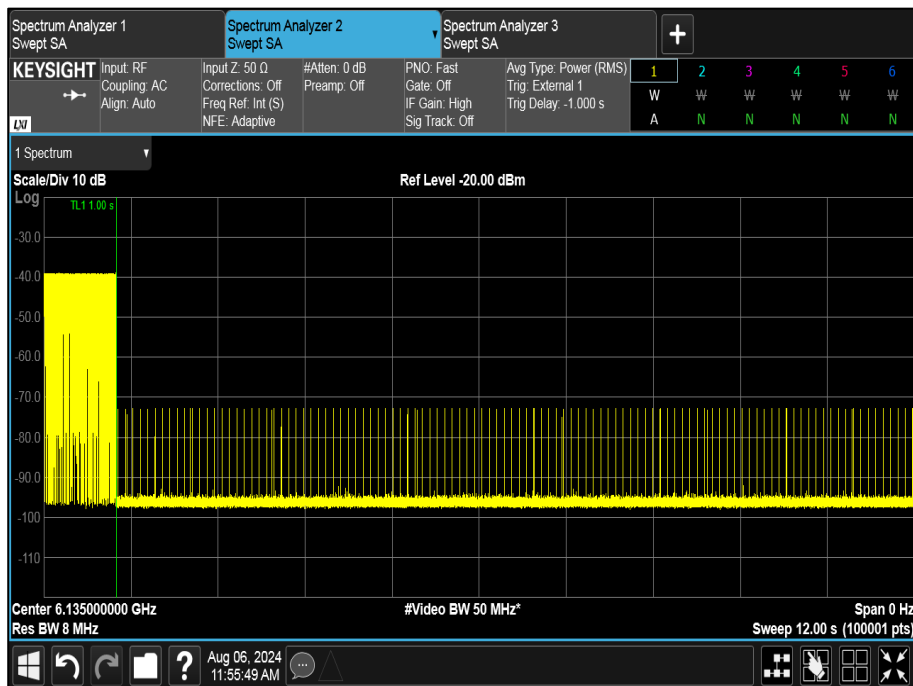 Spectrum Analyzer 1
Swept SA
Spectrum Analyzer 2
Swept SA
Spectrum Analyzer 3
Swept SA
+
KEYSIGHT
LXI
Input: RF
Coupling: AC
Align: Auto
Input Z: 50 Ω
Corrections: Off
Freq Ref: Int (S)
NFE: Adaptive
#Atten: 0 dB
Preamp: Off
PNO: Fast
Gate: Off
IF Gain: High
Sig Track: Off
Avg Type: Power (RMS)
Trig: External 1
Trig Delay: -1.000 s
1 2 3 4 5 6
W W W W W W
A N N N N N
1 Spectrum
Scale/Div 10 dB
Ref Level -20.00 dBm
Log
TL1 1.00 s
-30.0
-40.0
-50.0
-60.0
-70.0
-80.0
-90.0
-100
-110
Center 6.135000000 GHz
#Video BW 50 MHz*
Span 0 Hz
Res BW 8 MHz
Sweep 12.00 s (100001 pts)
?
Aug 06, 2024
11:55:49 AM